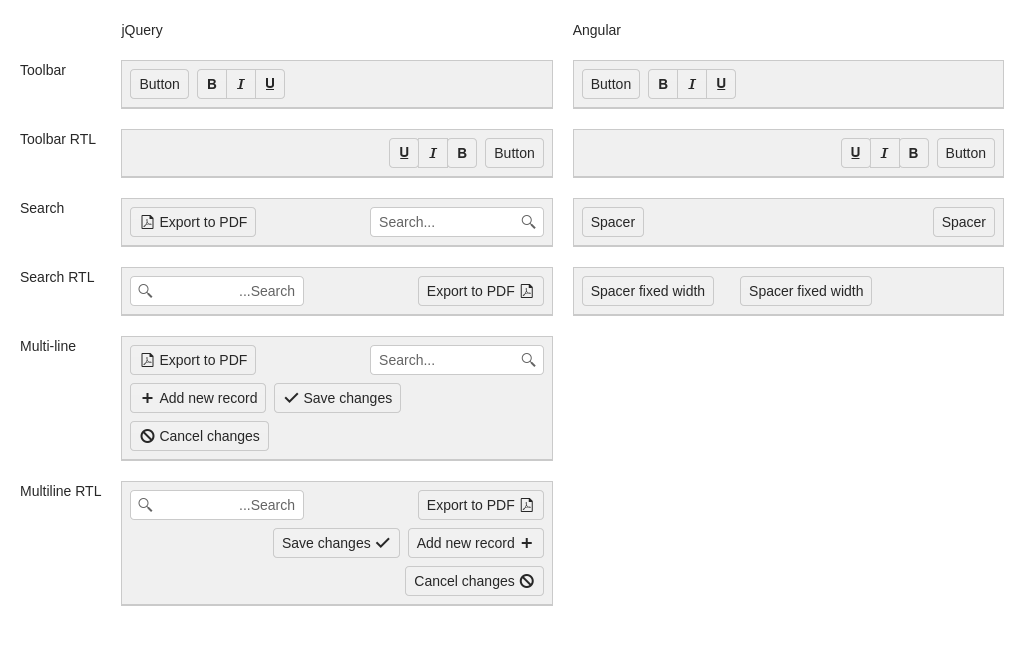 jQuery Angular
Toolbar Button B I U Button B I U
Toolbar RTL U I B Button U I B Button
Search Export to PDF Search... Spacer Spacer
Search RTL ...Search Export to PDF Spacer fixed width Spacer fixed width
Multi-line Export to PDF Search...
Add new record Save changes
Cancel changes
Multiline RTL ...Search Export to PDF
Save changes Add new record
Cancel changes